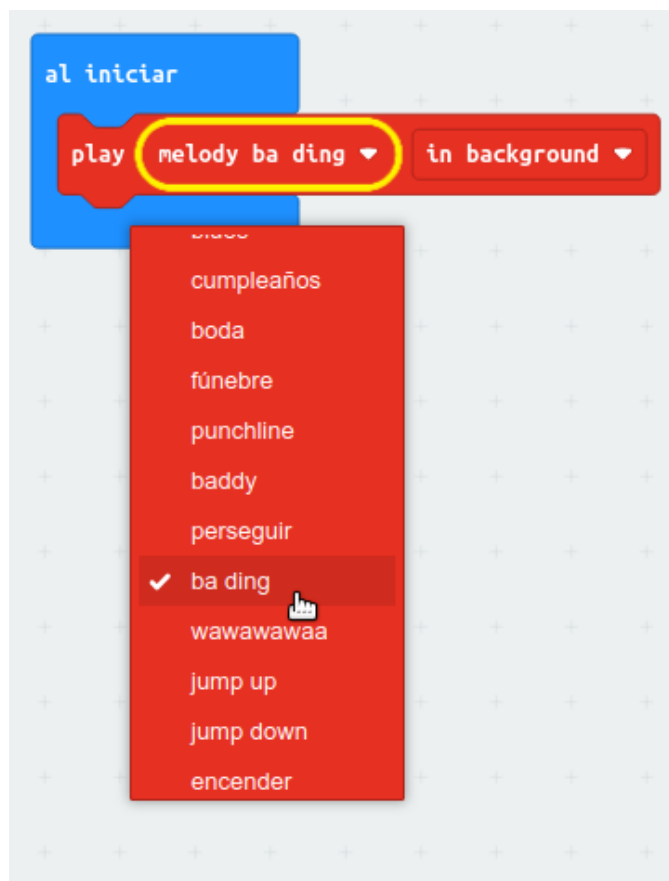 al iniciar
play melody ba ding in background
cumpleaños
boda
fúnebre
punchline
baddy
perseguir
ba ding
wawawawaa
jump up
jump down
encender